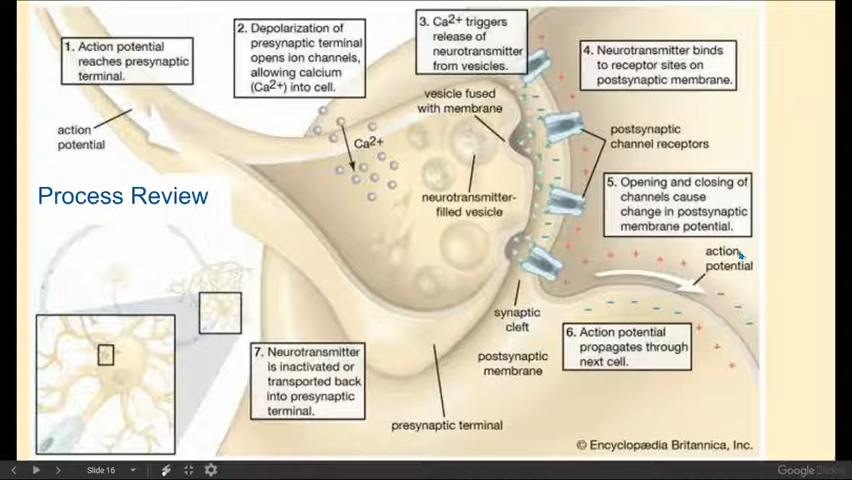 1. Action potential
reaches presynaptic
terminal.
2. Depolarization of
presynaptic terminal
opens ion channels,
allowing calcium
(Ca2+) into cell.
3. Ca2+ triggers
release of
neurotransmitter
from vesicles.
4. Neurotransmitter binds
to receptor sites on
postsynaptic membrane.
vesicle fused
with membrane
action
potential
Ca2+
postsynaptic
channel receptors
Process Review
neurotransmitter-
filled vesicle
5. Opening and closing of
channels cause
change in postsynaptic
membrane potential.
action
potential
synaptic
cleft
6. Action potential
propagates through
next cell.
7. Neurotransmitter
is inactivated or
transported back
into presynaptic
terminal.
postsynaptic
membrane
presynaptic terminal
© Encyclopædia Britannica, Inc.
Slide 16
Google Slides